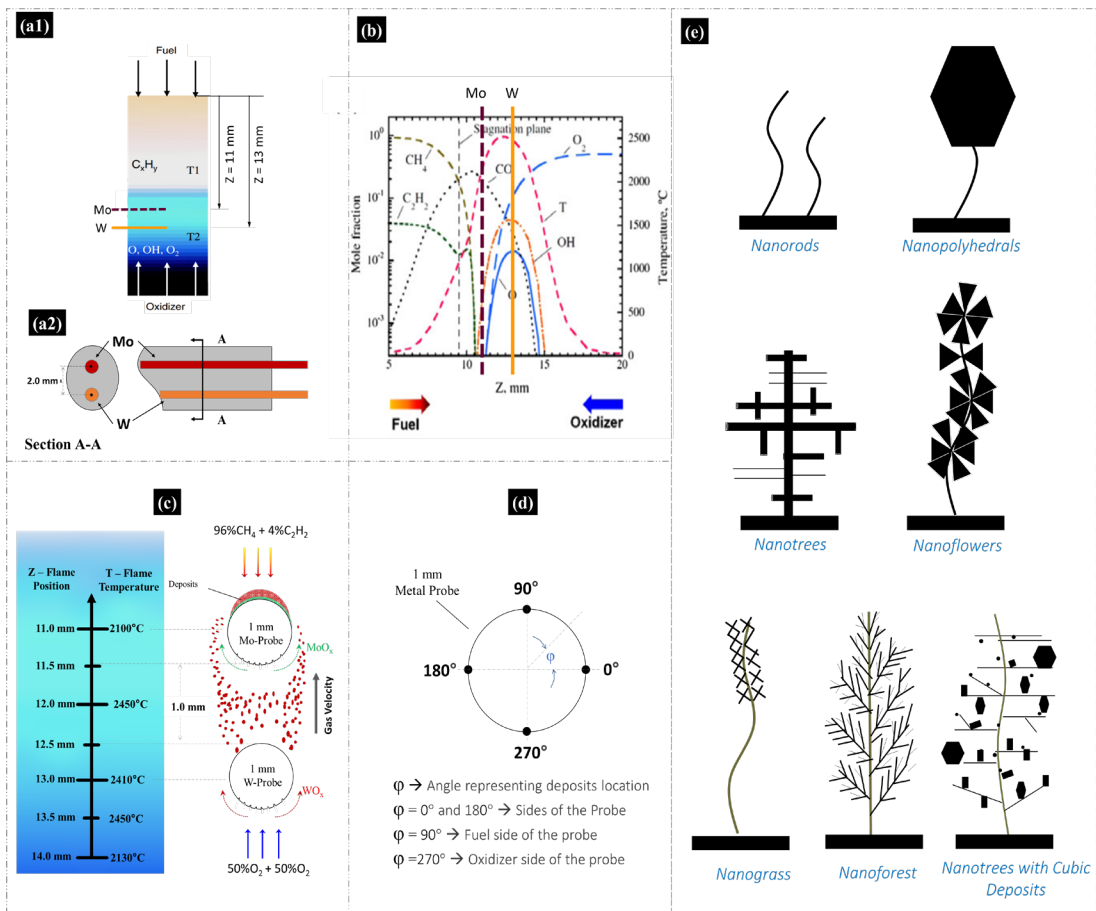 (a1)
Fuel
Z = 11 mm
Z = 13 mm
CxHy
T1
Mo
W
T2
O, OH, O2
Oxidizer
(a2)
Mo
A
2.0 mm
W
A
Section A-A
(b)
Mo
W
Stagnation plane
10⁰
10⁻¹
10⁻²
10⁻³
Mole fraction
CH4
C2H2
CO
O2
T
OH
O
2500
2000
1500
1000
500
0
Temperature, ºC
5
10
15
20
Z, mm
Fuel
Oxidizer
(c)
96%CH4 + 4%C2H2
Z – Flame
Position
T – Flame
Temperature
Deposits
11.0 mm
2100°C
1 mm
Mo-Probe
MoOx
11.5 mm
12.0 mm
2450°C
1.0 mm
Gas Velocity
12.5 mm
13.0 mm
2410°C
1 mm
W-Probe
WOx
13.5 mm
2450°C
14.0 mm
2130°C
50%O2 + 50%O2
(d)
1 mm
Metal Probe
90°
φ
180°
0°
270°
φ → Angle representing deposits location
φ = 0° and 180° → Sides of the Probe
φ = 90° → Fuel side of the probe
φ =270° → Oxidizer side of the probe
(e)
Nanorods
Nanopolyhedrals
Nanotrees
Nanoflowers
Nanograss
Nanoforest
Nanotrees with Cubic
Deposits